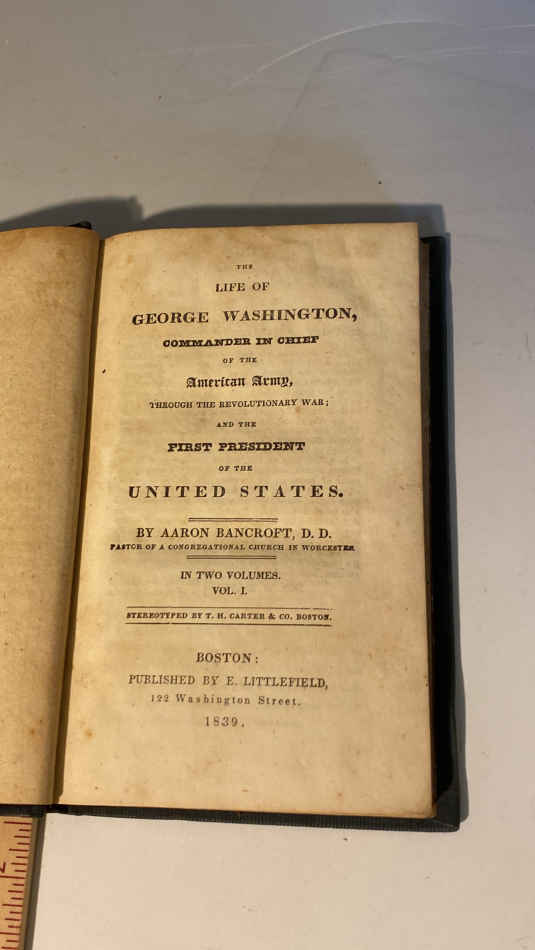 THE
LIFE OF
GEORGE WASHINGTON,
COMMANDER IN CHIEF
OF THE
American Army,
THROUGH THE REVOLUTIONARY WAR;
AND THE
FIRST PRESIDENT
OF THE
UNITED STATES.
BY AARON BANCROFT, D. D.
PASTOR OF A CONGREGATIONAL CHURCH IN WORCESTER
IN TWO VOLUMES.
VOL. I.
STEREOTYPED BY T. H. CARTER & CO. BOSTON.
BOSTON:
PUBLISHED BY E. LITTLEFIELD,
122 Washington Street.
1839.
2